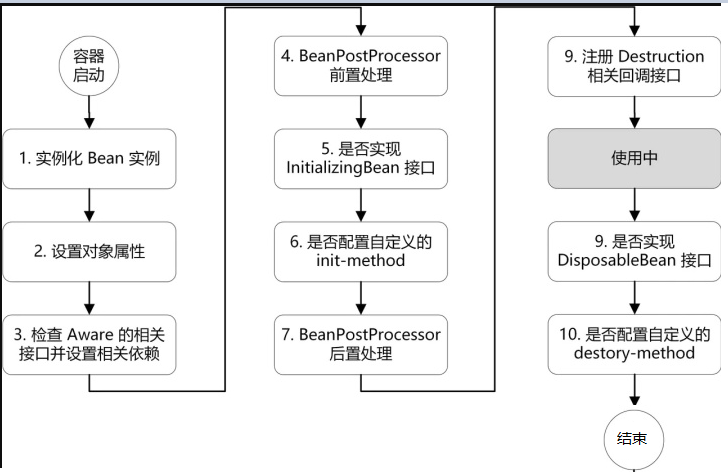 容器
启动
1. 实例化 Bean 实例
2. 设置对象属性
3. 检查 Aware 的相关
接口并设置相关依赖
4. BeanPostProcessor
前置处理
5. 是否实现
InitializingBean 接口
6. 是否配置自定义的
init-method
7. BeanPostProcessor
后置处理
9. 注册 Destruction
相关回调接口
使用中
9. 是否实现
DisposableBean 接口
10. 是否配置自定义的
destory-method
结束